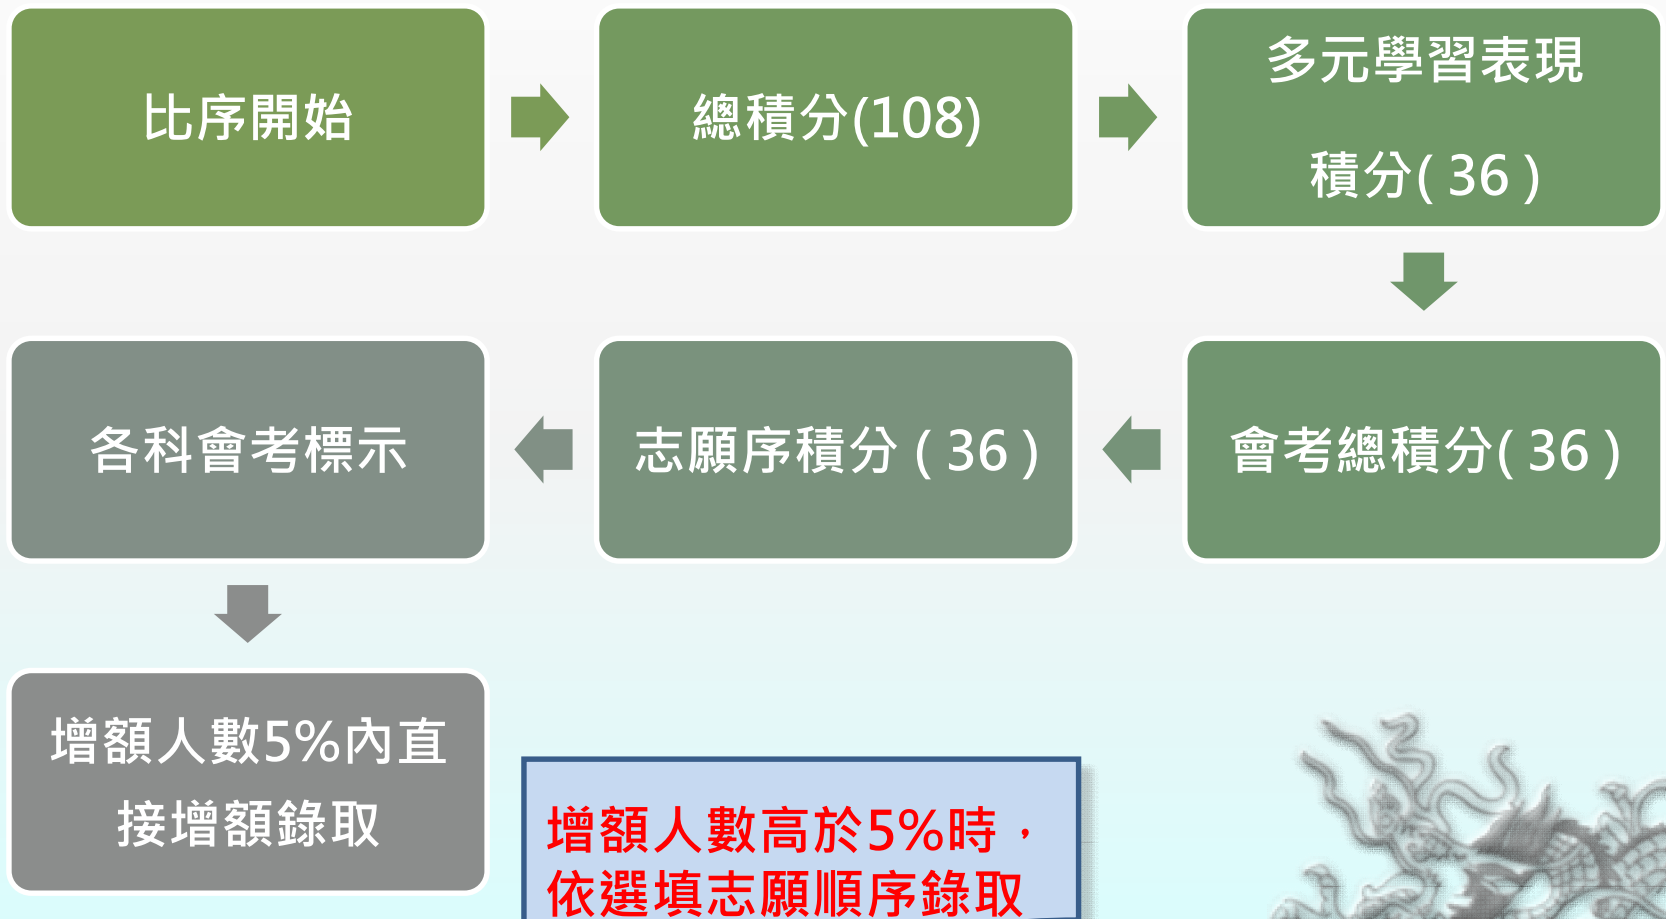 比序開始
總積分(108)
多元學習表現
積分( 36 )
會考總積分( 36 )
志願序積分 ( 36 )
各科會考標示
增額人數5%內直
接增額錄取
增額人數高於5%時，
依選填志願順序錄取